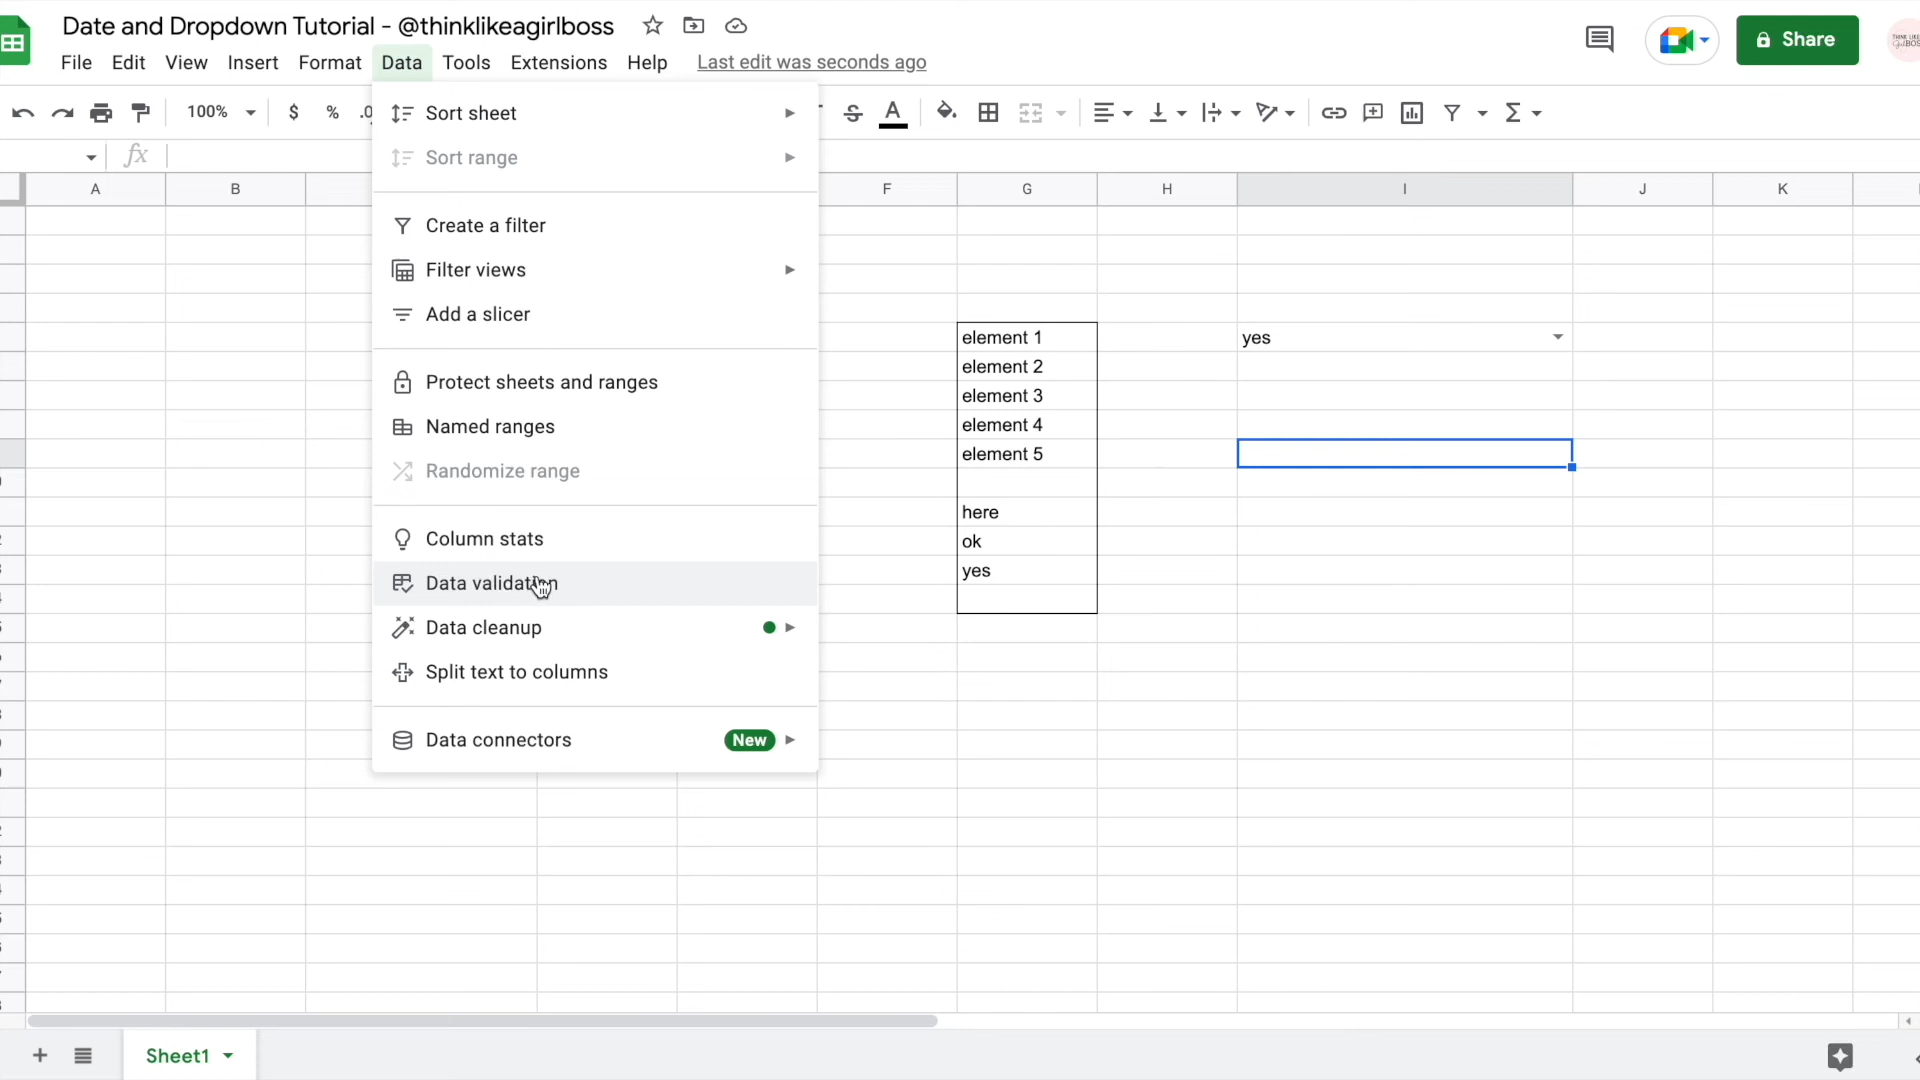 Date and Dropdown Tutorial - @thinklikeagirlboss
File Edit View Insert Format Data Tools Extensions Help Last edit was seconds ago
Share
100% $ % .0
fx
A B F G H I J K
Sort sheet
Sort range
Create a filter
Filter views
Add a slicer
Protect sheets and ranges
Named ranges
Randomize range
Column stats
Data validation
Data cleanup
Split text to columns
Data connectors New
element 1 yes
element 2
element 3
element 4
element 5
here
ok
yes
Sheet1